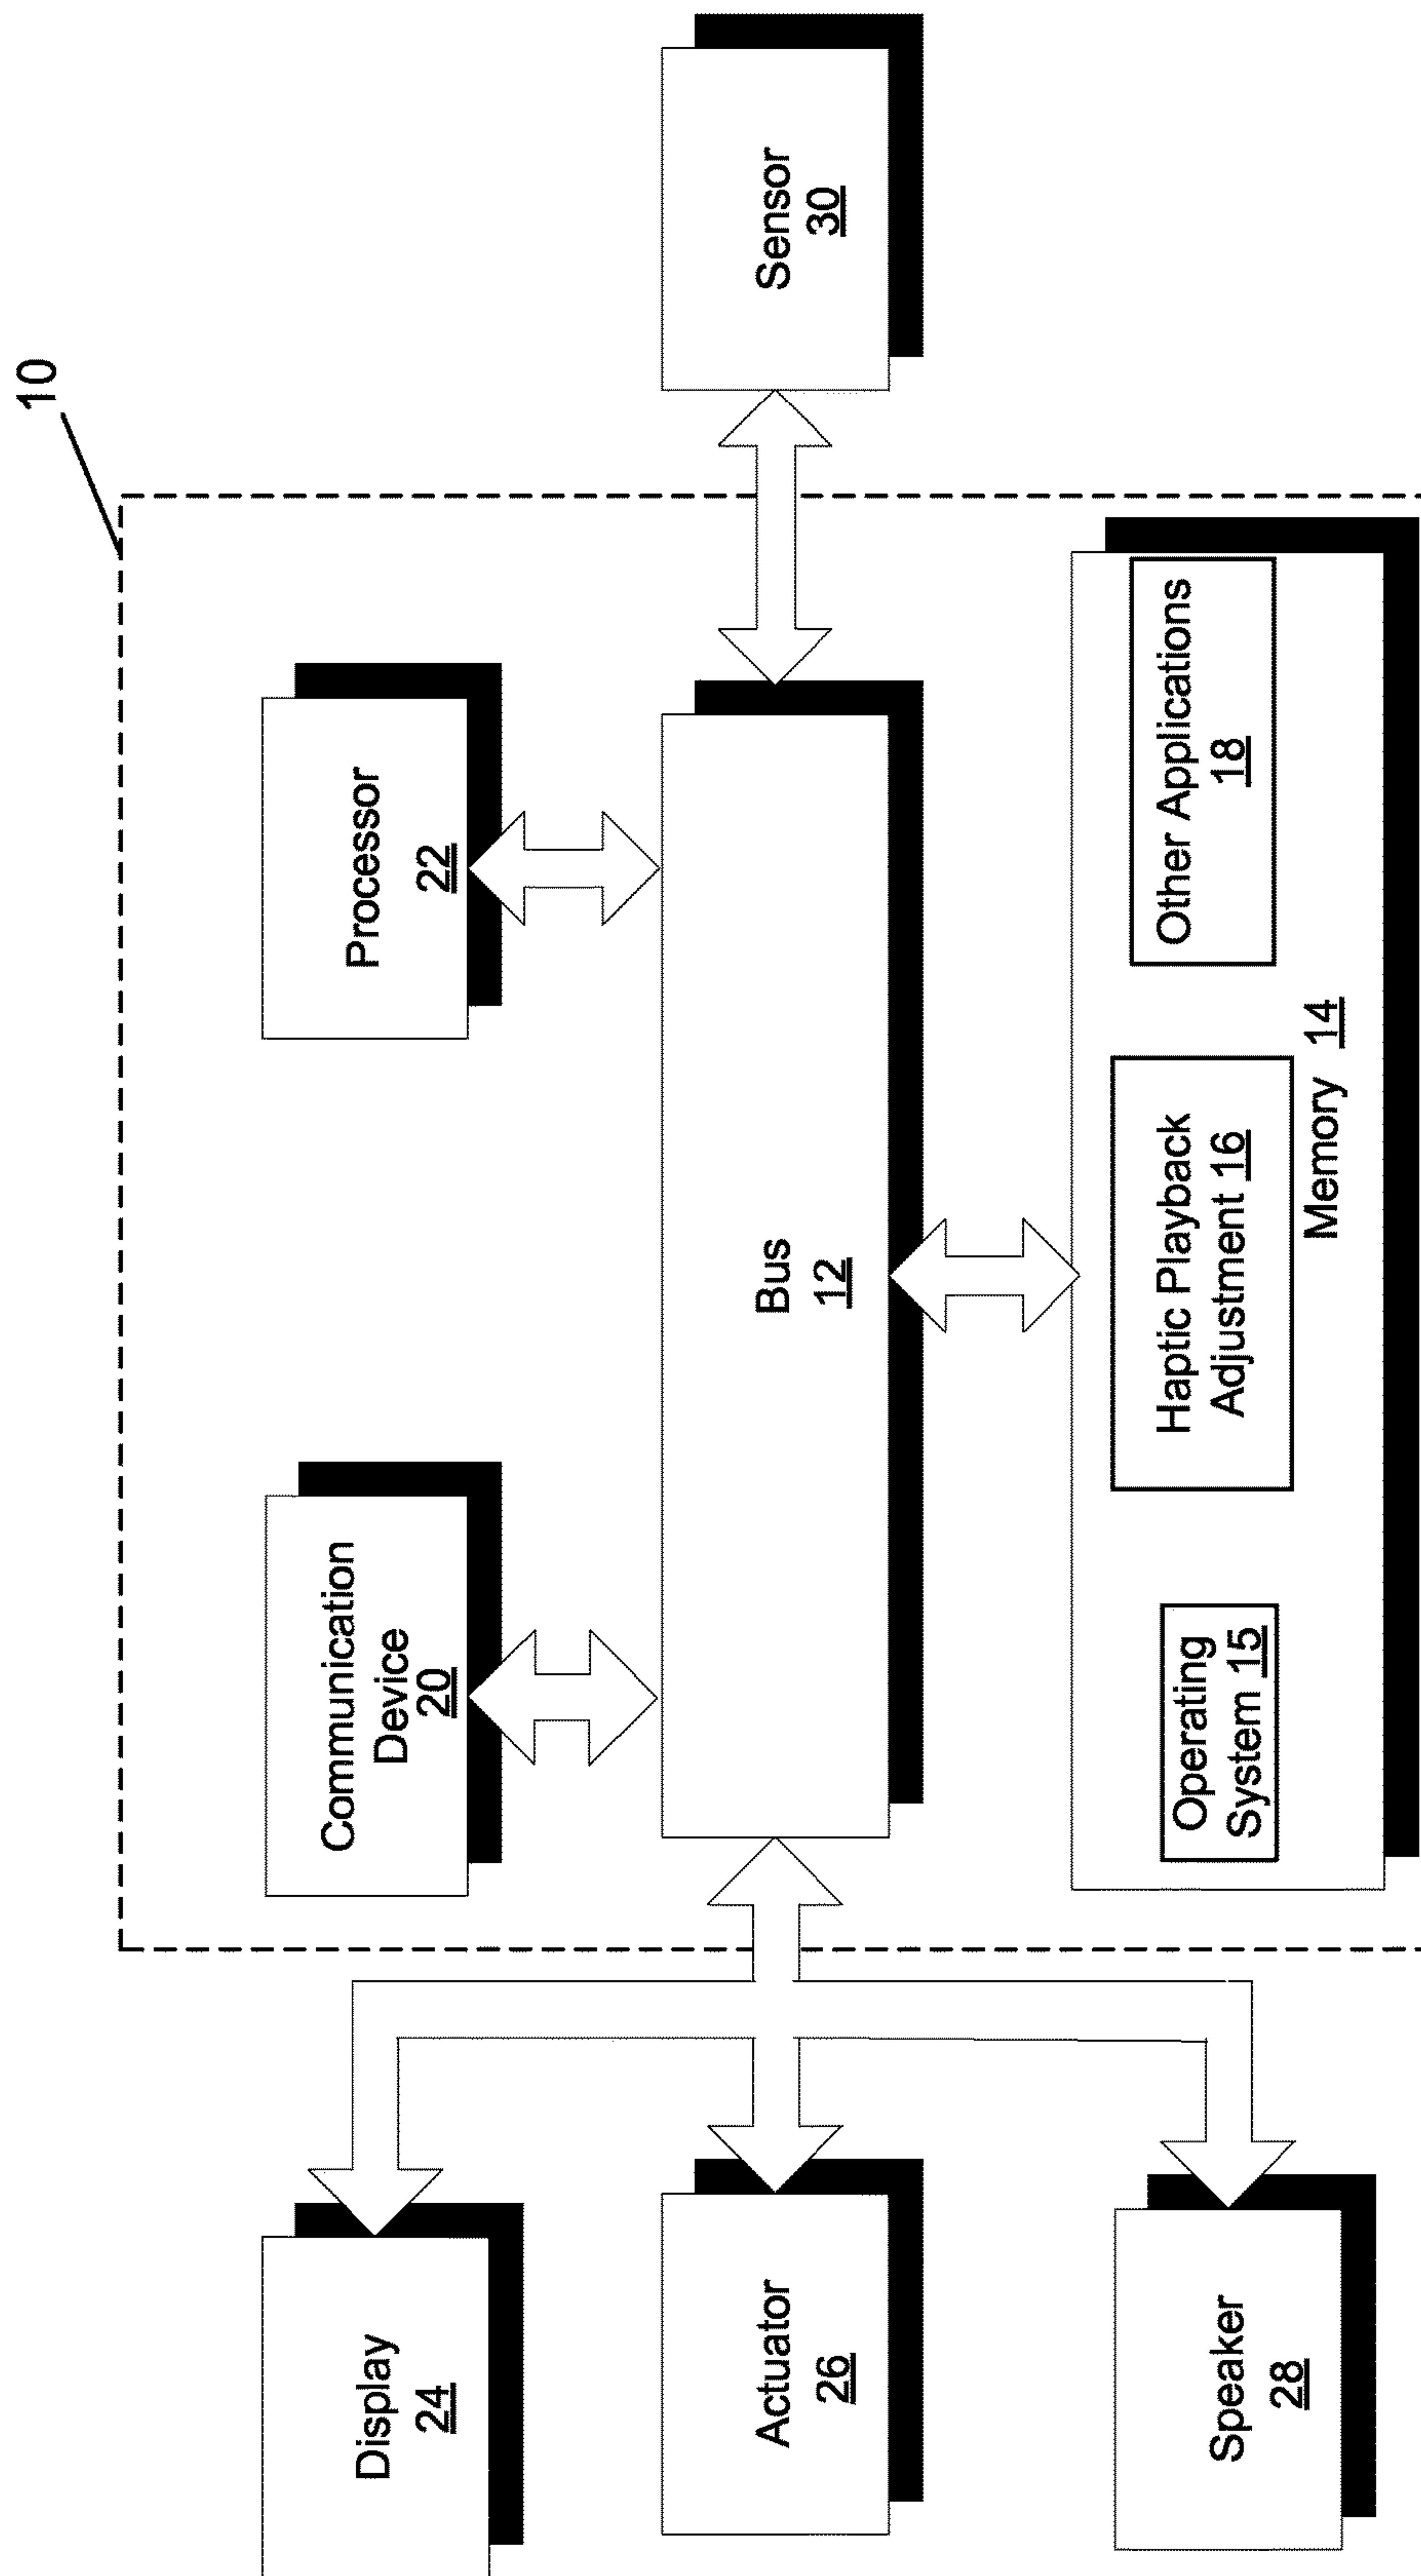 10
Communication
Device
20
Processor
22
Display
24
Actuator
26
Speaker
28
Bus
12
Sensor
30
Operating
System 15
Haptic Playback
Adjustment 16
Other Applications
18
Memory 14